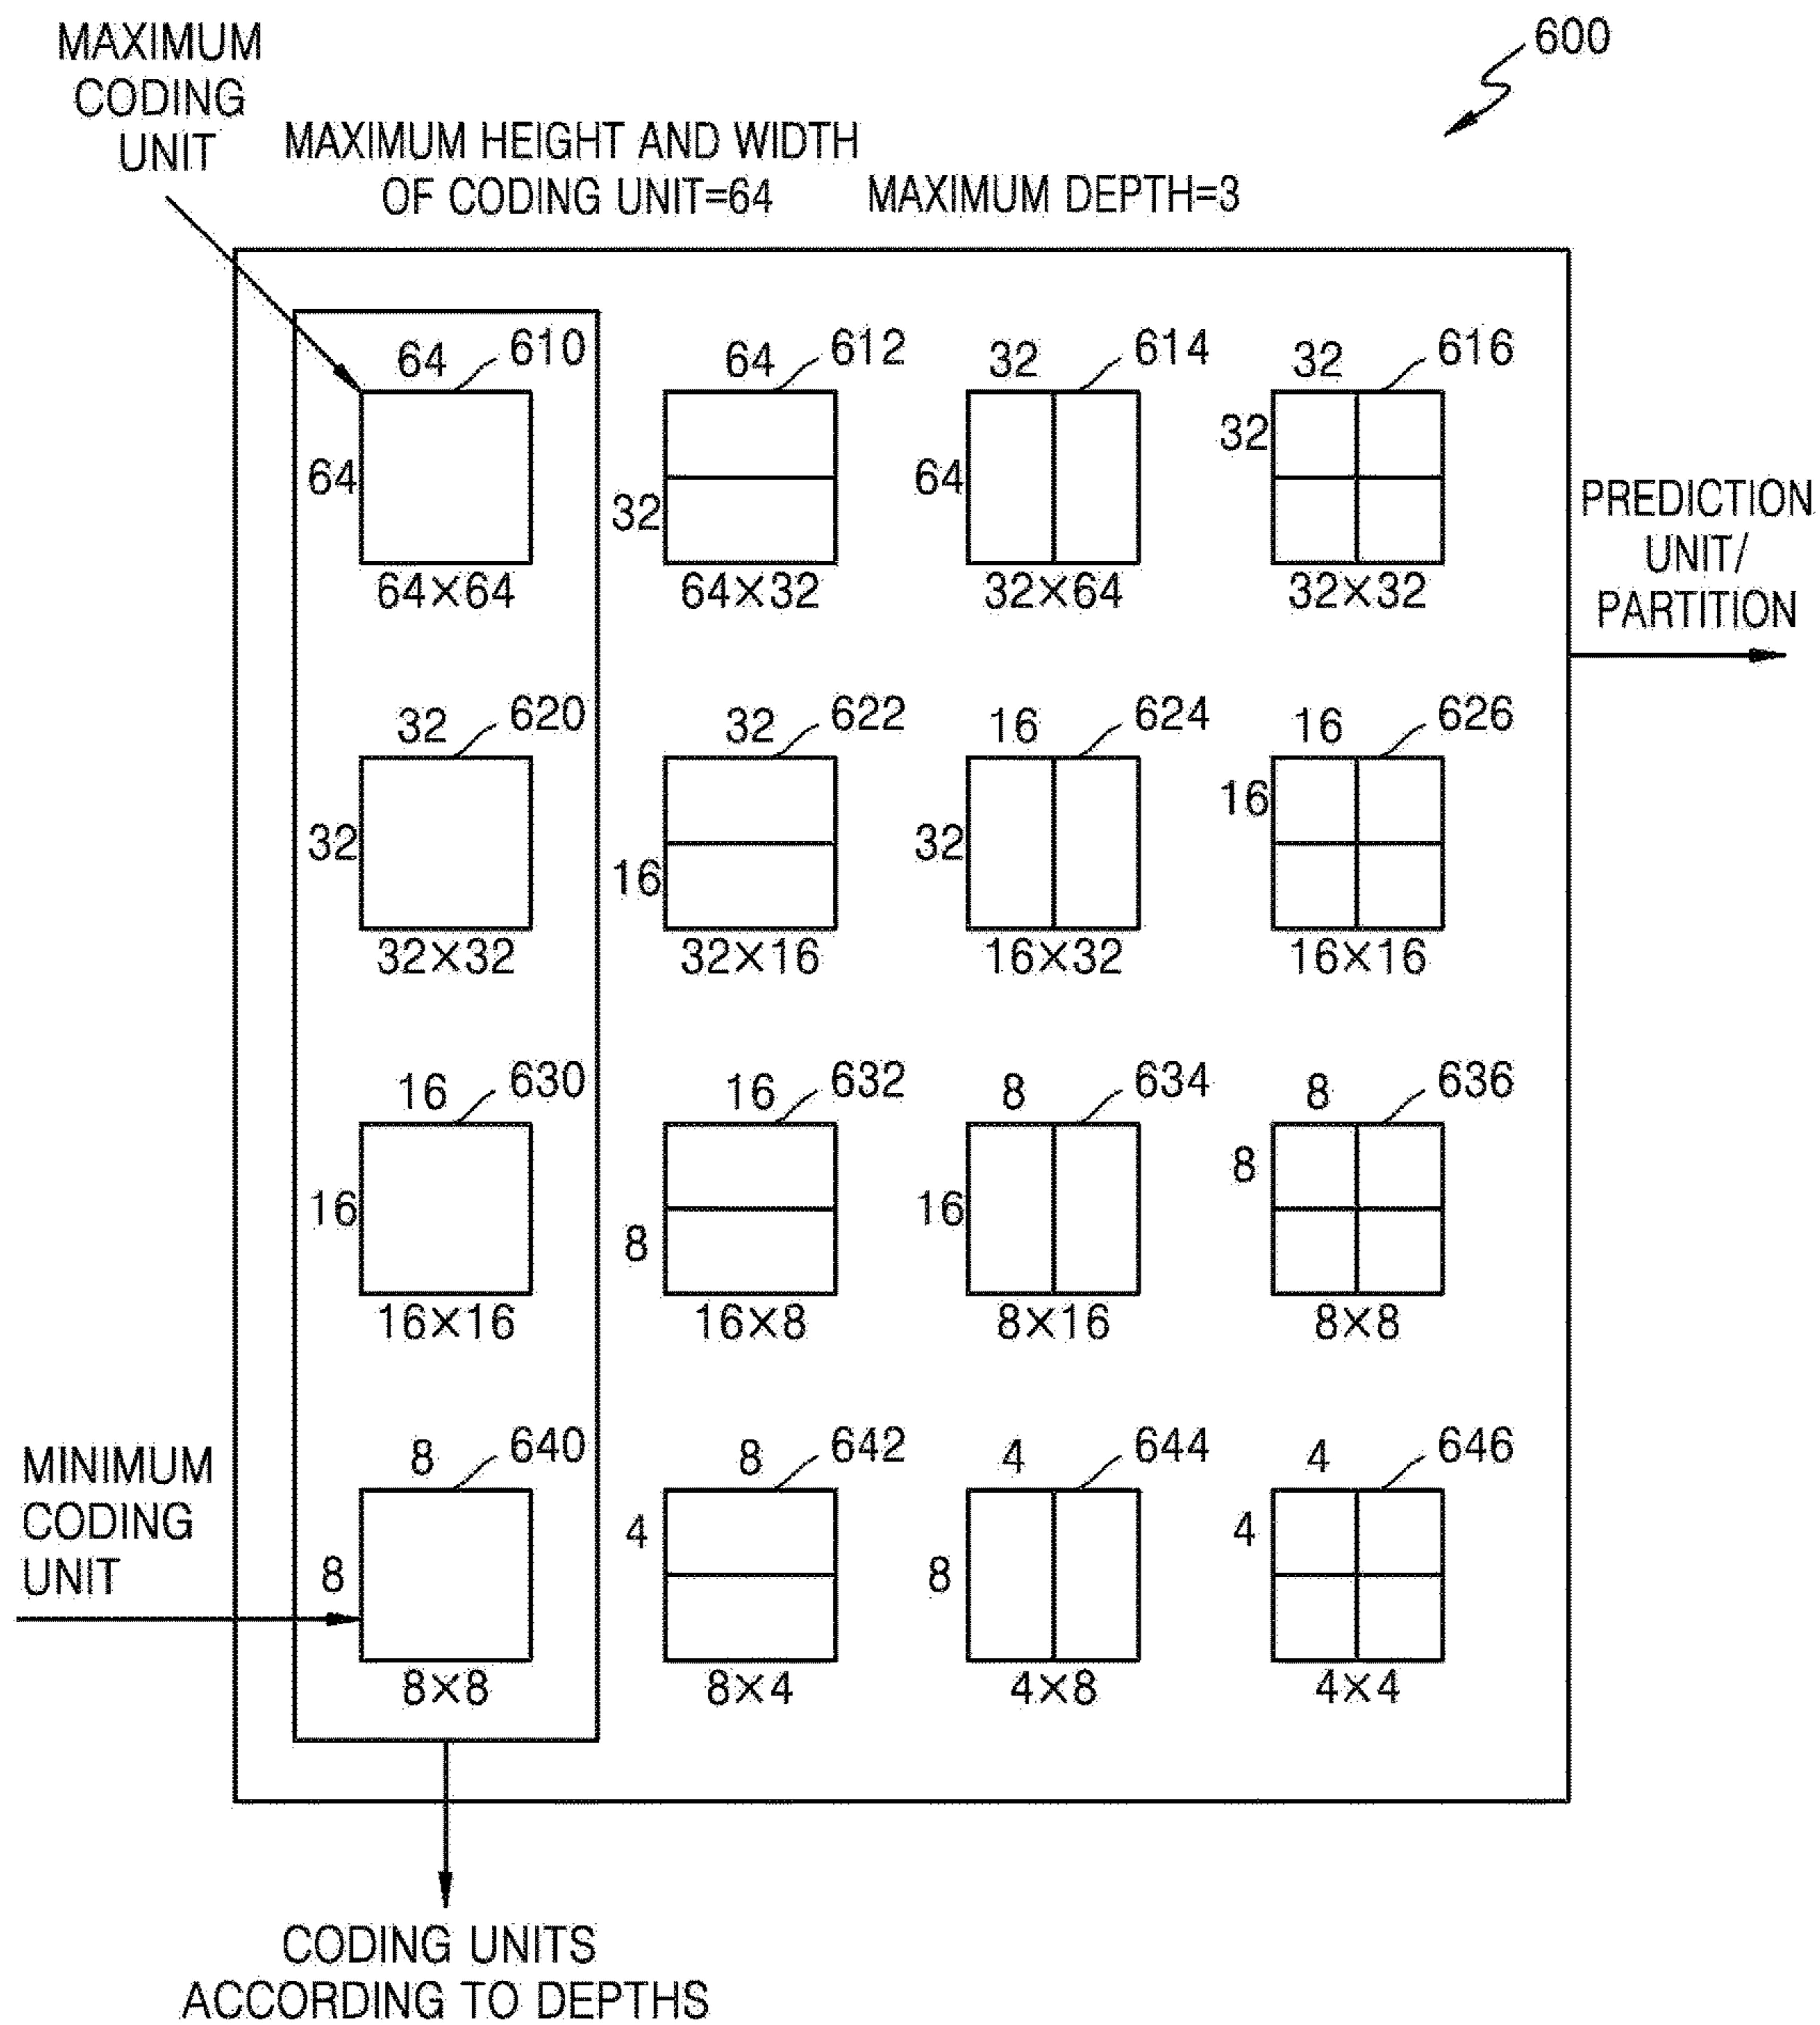 600
MAXIMUM
CODING
UNIT
MAXIMUM HEIGHT AND WIDTH
OF CODING UNIT=64
MAXIMUM DEPTH=3
64 610 64 612 32 614 32 616
64 32 64 32
64×64 64×32 32×64 32×32
PREDICTION
UNIT/
PARTITION
32 620 32 622 16 624 16 626
32 16 32 16
32×32 32×16 16×32 16×16
16 630 16 632 8 634 8 636
16 8 16 8
16×16 16×8 8×16 8×8
MINIMUM
CODING
UNIT
8 640 8 642 4 644 4 646
8 4 8 4
8×8 8×4 4×8 4×4
CODING UNITS
ACCORDING TO DEPTHS